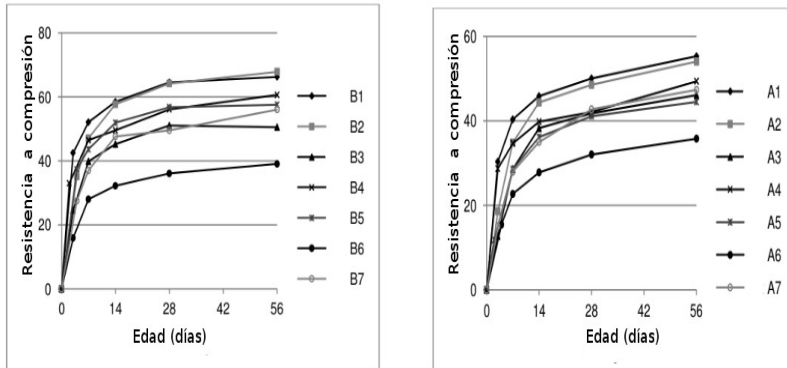 Resistencia a compresión
80
60
40
20
0
0 14 28 42 56
Edad (días)
B1
B2
B3
B4
B5
B6
B7
Resistencia a compresión
60
40
20
0
0 14 28 42 56
Edad (días)
A1
A2
A3
A4
A5
A6
A7